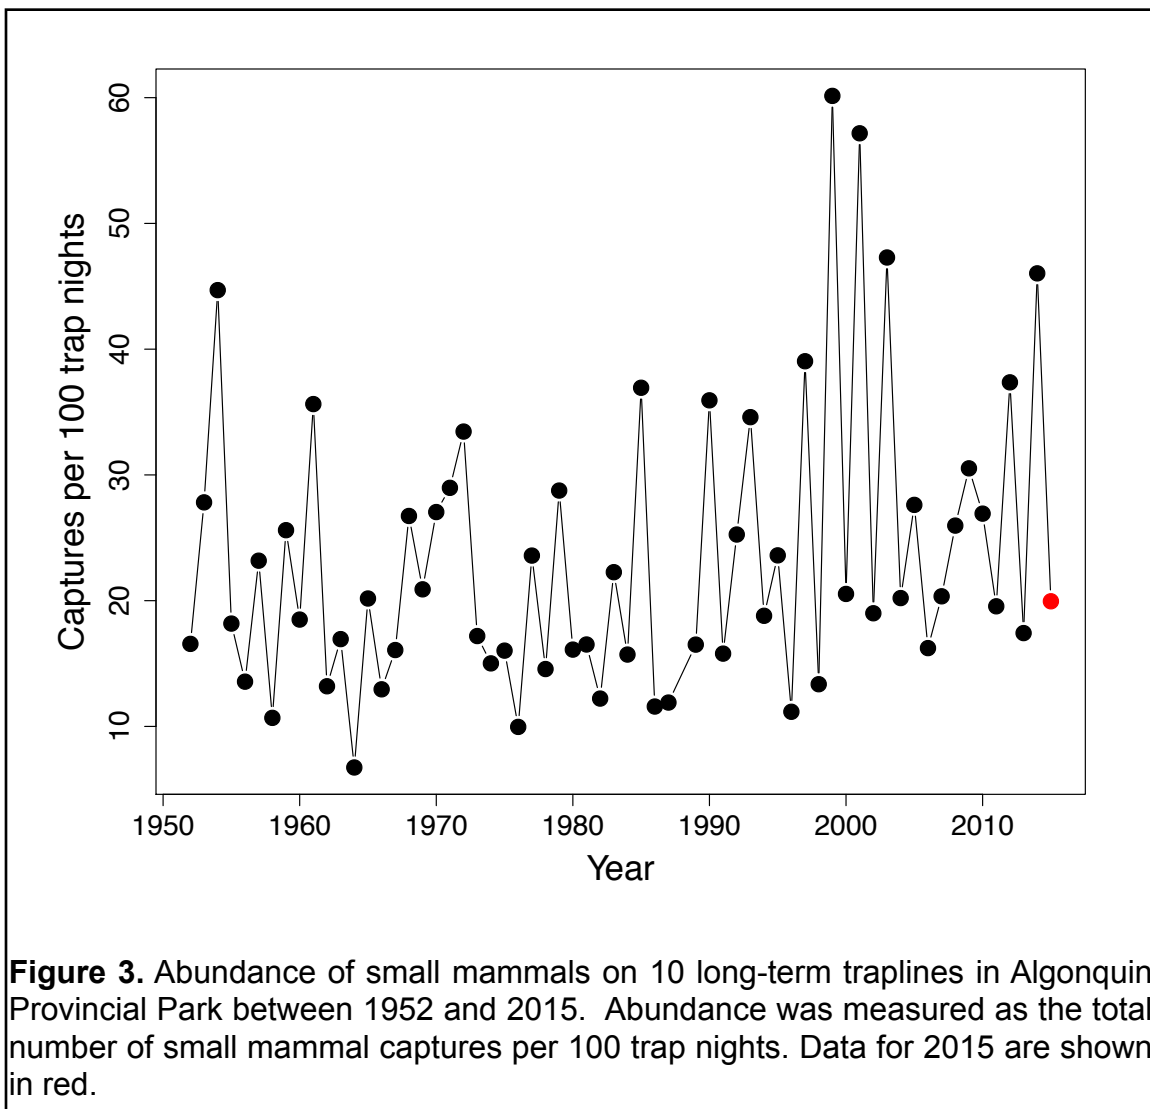 60
50
40
30
20
10
Captures per 100 trap nights
1950 1960 1970 1980 1990 2000 2010
Year
Figure 3. Abundance of small mammals on 10 long-term traplines in Algonquin
Provincial Park between 1952 and 2015. Abundance was measured as the total
number of small mammal captures per 100 trap nights. Data for 2015 are shown
in red.